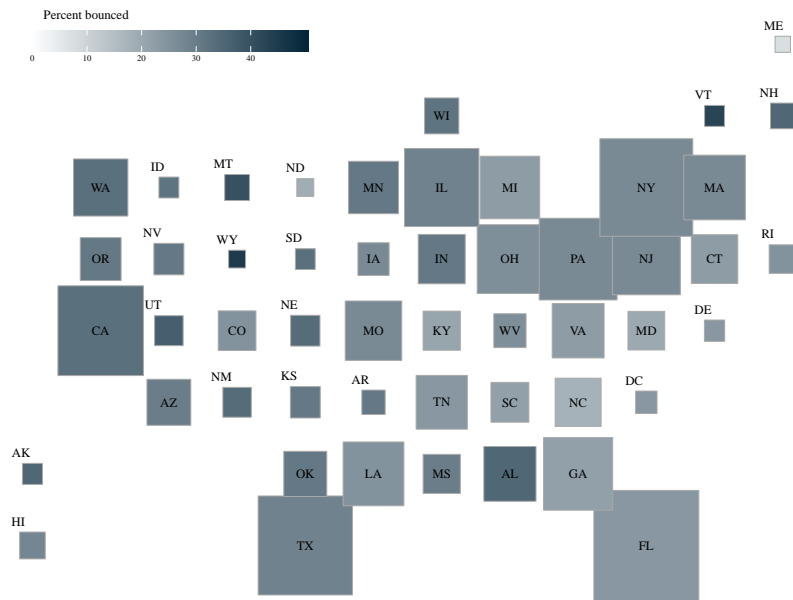 Percent bounced
0 10 20 30 40
ME
VT NH
WI
ID MT ND
WA MN IL MI NY MA
NV WY SD RI
OR IA IN OH PA NJ CT
UT NE DE
CA CO MO KY WV VA MD
NM KS AR DC
AZ TN SC NC
AK
OK LA MS AL GA
HI
TX FL